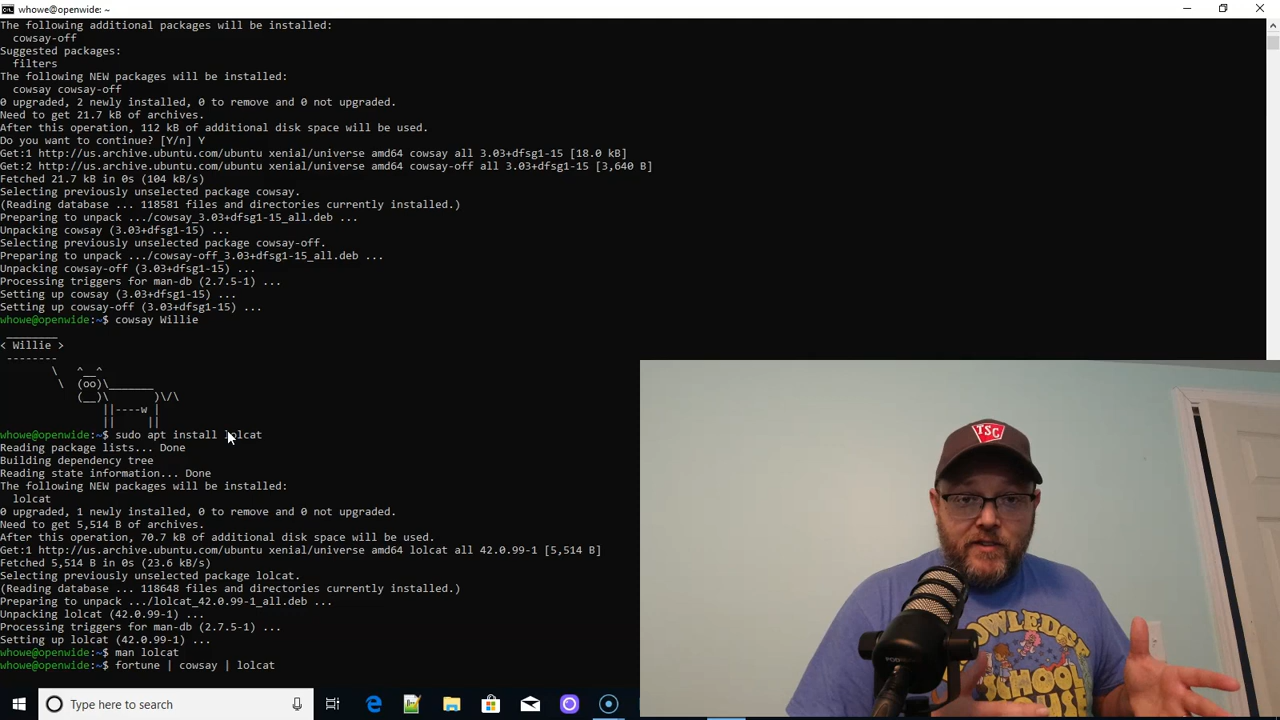 whowe@openwide: ~
The following additional packages will be installed:
  cowsay-off
Suggested packages:
  filters
The following NEW packages will be installed:
  cowsay cowsay-off
0 upgraded, 2 newly installed, 0 to remove and 0 not upgraded.
Need to get 21.7 kB of archives.
After this operation, 112 kB of additional disk space will be used.
Do you want to continue? [Y/n] Y
Get:1 http://us.archive.ubuntu.com/ubuntu xenial/universe amd64 cowsay all 3.03+dfsg1-15 [18.0 kB]
Get:2 http://us.archive.ubuntu.com/ubuntu xenial/universe amd64 cowsay-off all 3.03+dfsg1-15 [3,640 B]
Fetched 21.7 kB in 0s (104 kB/s)
Selecting previously unselected package cowsay.
(Reading database ... 118581 files and directories currently installed.)
Preparing to unpack .../cowsay_3.03+dfsg1-15_all.deb ...
Unpacking cowsay (3.03+dfsg1-15) ...
Selecting previously unselected package cowsay-off.
Preparing to unpack .../cowsay-off_3.03+dfsg1-15_all.deb ...
Unpacking cowsay-off (3.03+dfsg1-15) ...
Processing triggers for man-db (2.7.5-1) ...
Setting up cowsay (3.03+dfsg1-15) ...
Setting up cowsay-off (3.03+dfsg1-15) ...
whowe@openwide:~$ cowsay Willie
 ________
< Willie >
 --------
        \   ^__^
         \  (oo)\_______
            (__)\       )\/\
                ||----w |
                ||     ||
whowe@openwide:~$ sudo apt install lolcat
Reading package lists... Done
Building dependency tree
Reading state information... Done
The following NEW packages will be installed:
  lolcat
0 upgraded, 1 newly installed, 0 to remove and 0 not upgraded.
Need to get 5,514 B of archives.
After this operation, 70.7 kB of additional disk space will be used.
Get:1 http://us.archive.ubuntu.com/ubuntu xenial/universe amd64 lolcat all 42.0.99-1 [5,514 B]
Fetched 5,514 B in 0s (23.6 kB/s)
Selecting previously unselected package lolcat.
(Reading database ... 118648 files and directories currently installed.)
Preparing to unpack .../lolcat_42.0.99-1_all.deb ...
Unpacking lolcat (42.0.99-1) ...
Processing triggers for man-db (2.7.5-1) ...
Setting up lolcat (42.0.99-1) ...
whowe@openwide:~$ man lolcat
whowe@openwide:~$ fortune | cowsay | lolcat
TSC
SCHOOL
Type here to search